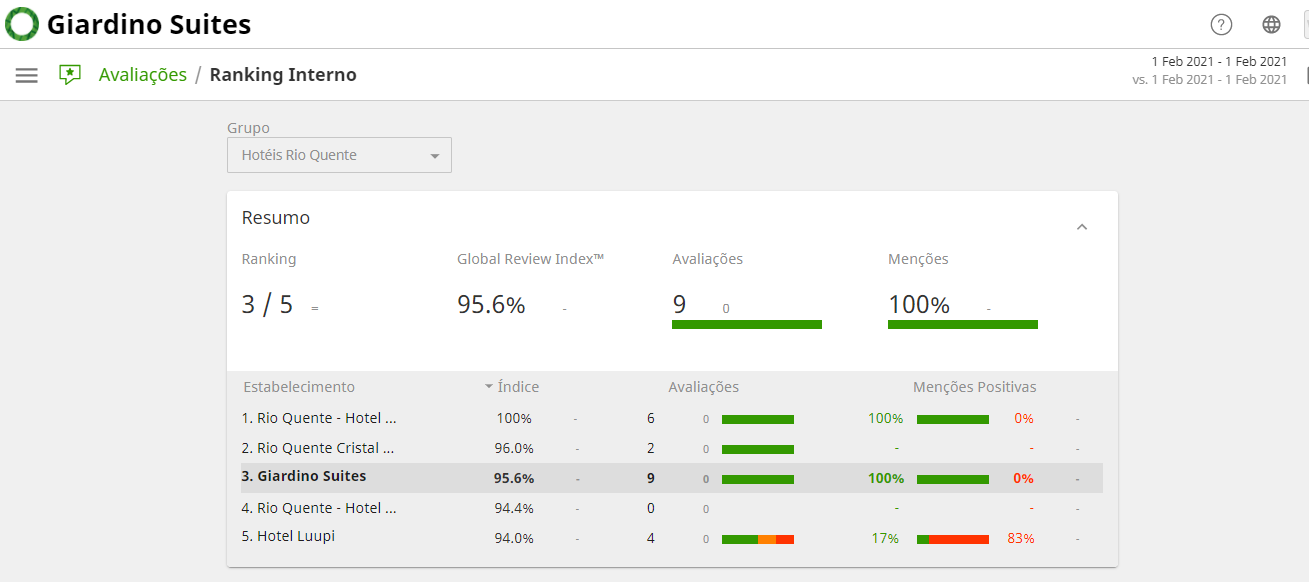 Giardino Suites
?
Avaliações / Ranking Interno
1 Feb 2021 - 1 Feb 2021
vs. 1 Feb 2021 - 1 Feb 2021
Grupo
Hotéis Rio Quente
Resumo
Ranking Global Review Index™ Avaliações Menções
3 / 5 = 95.6% - 9 0 100% -
Estabelecimento Índice Avaliações Menções Positivas
1. Rio Quente - Hotel ... 100% - 6 0 100% 0% -
2. Rio Quente Cristal ... 96.0% - 2 0 - - -
3. Giardino Suites 95.6% - 9 0 100% 0% -
4. Rio Quente - Hotel ... 94.4% - 0 0 - - -
5. Hotel Luupi 94.0% - 4 0 17% 83% -